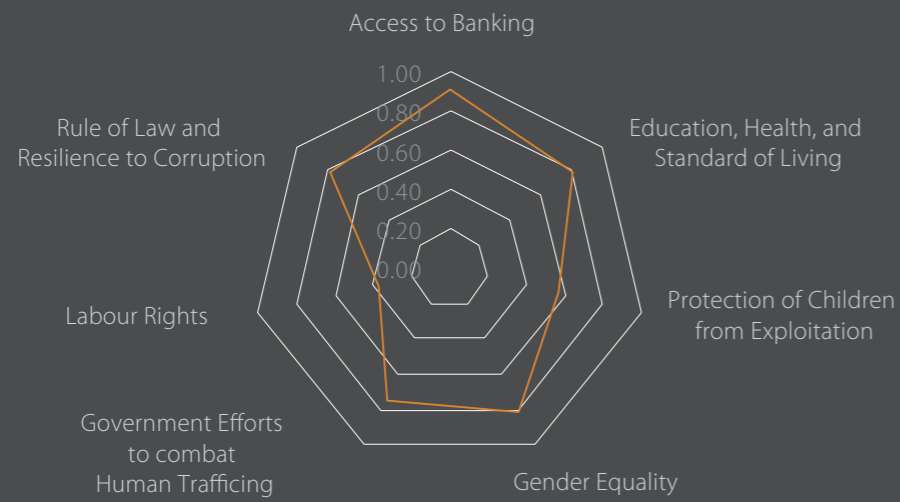 Access to Banking
1.00
0.80
0.60
0.40
0.20
0.00
Education, Health, and
Standard of Living
Protection of Children
from Exploitation
Gender Equality
Government Efforts
to combat
Human Trafficing
Labour Rights
Rule of Law and
Resilience to Corruption